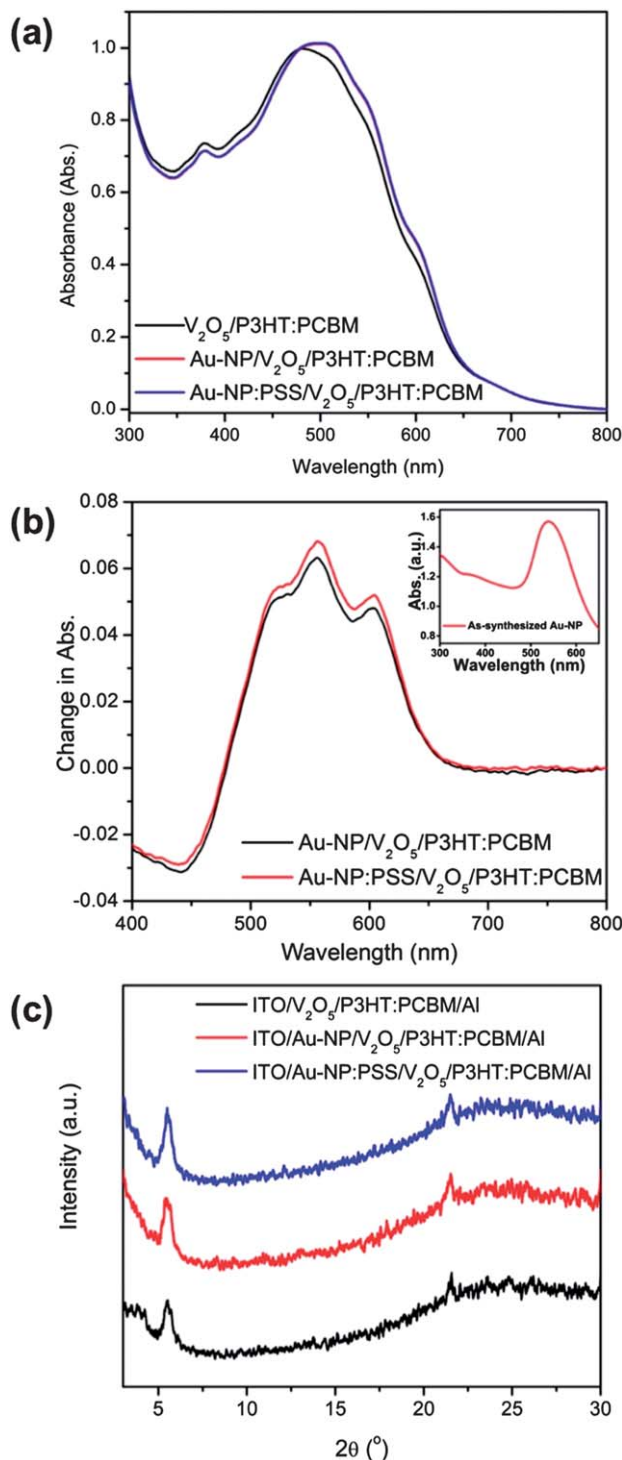 (a)
1.0
0.8
0.6
0.4
0.2
0.0
Absorbance (Abs.)
V₂O₅/P3HT:PCBM
Au-NP/V₂O₅/P3HT:PCBM
Au-NP:PSS/V₂O₅/P3HT:PCBM
300 400 500 600 700 800
Wavelength (nm)
(b)
0.08
0.06
0.04
0.02
0.00
-0.02
-0.04
Change in Abs.
1.6
1.4
1.2
1.0
0.8
Abs. (a.u.)
As-synthesized Au-NP
300 400 500 600
Wavelength (nm)
Au-NP/V₂O₅/P3HT:PCBM
Au-NP:PSS/V₂O₅/P3HT:PCBM
400 500 600 700 800
Wavelength (nm)
(c)
Intensity (a.u.)
ITO/V₂O₅/P3HT:PCBM/Al
ITO/Au-NP/V₂O₅/P3HT:PCBM/Al
ITO/Au-NP:PSS/V₂O₅/P3HT:PCBM/Al
5 10 15 20 25 30
2θ (°)